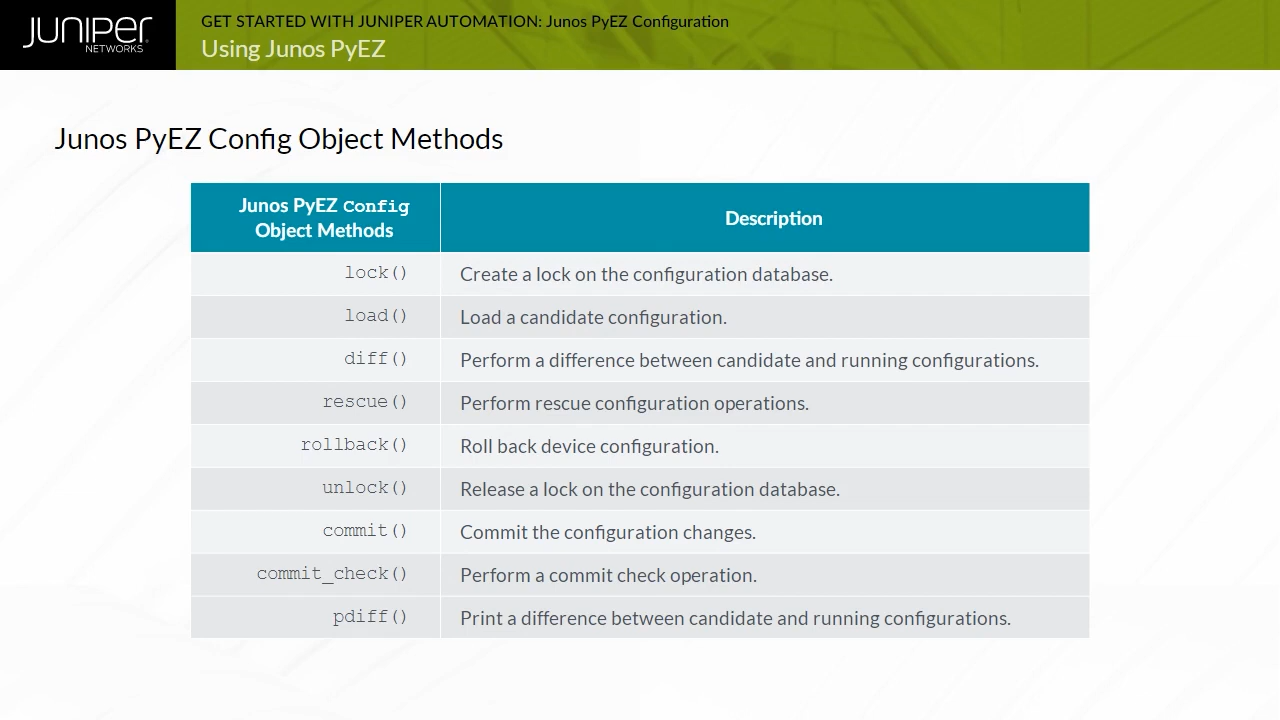 JUNIPER
NETWORKS
GET STARTED WITH JUNIPER AUTOMATION: Junos PyEZ Configuration
Using Junos PyEZ
Junos PyEZ Config Object Methods
Junos PyEZ Config
Object Methods
Description
lock()
Create a lock on the configuration database.
load()
Load a candidate configuration.
diff()
Perform a difference between candidate and running configurations.
rescue()
Perform rescue configuration operations.
rollback()
Roll back device configuration.
unlock()
Release a lock on the configuration database.
commit()
Commit the configuration changes.
commit_check()
Perform a commit check operation.
pdiff()
Print a difference between candidate and running configurations.